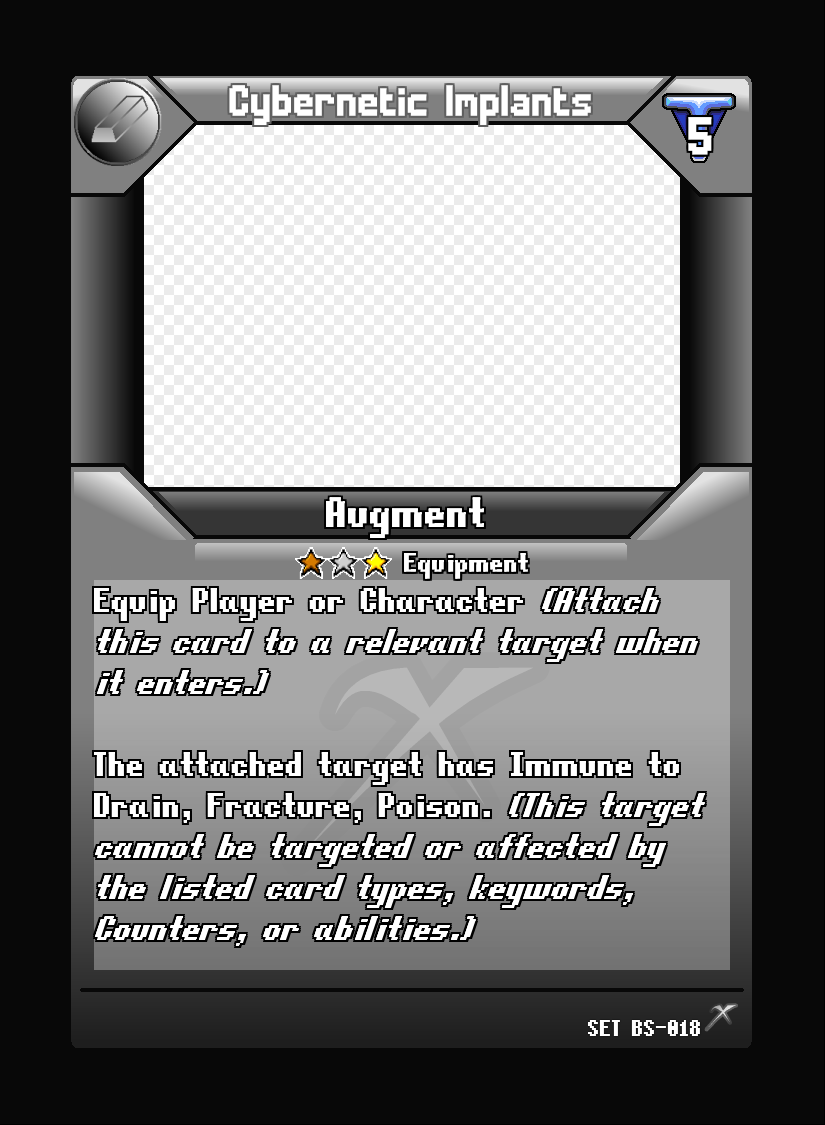 Cybernetic Implants
5
Augment
Equipment
Equip Player or Character (Attach
this card to a relevant target when
it enters.)
The attached target has Immune to
Drain, Fracture, Poison. (This target
cannot be targeted or affected by
the listed card types, keywords,
Counters, or abilities.)
SET BS-018